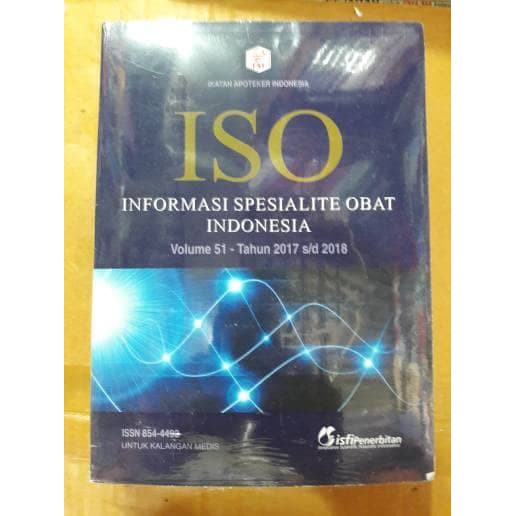 IKATAN APOTEKER INDONESIA
ISO
INFORMASI SPESIALITE OBAT
INDONESIA
Volume 51 - Tahun 2017 s/d 2018
ISSN 854-4492
UNTUK KALANGAN MEDIS
isfiPenerbitan